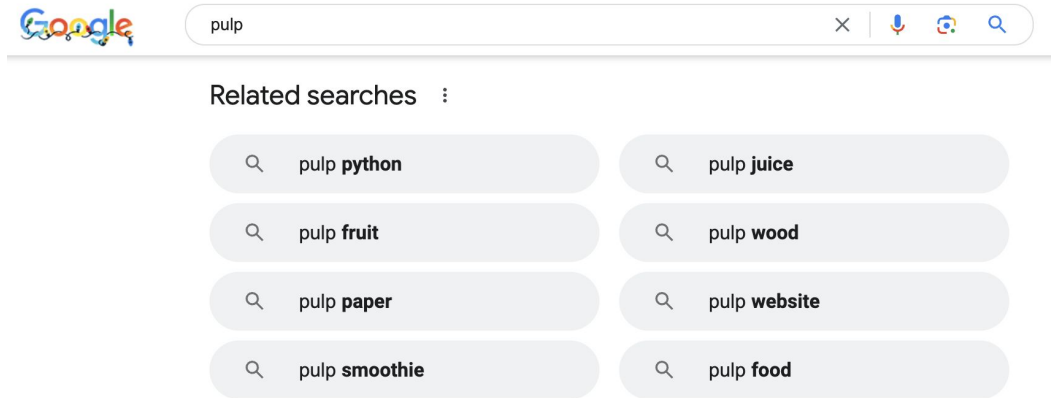 Google
pulp
Related searches
pulp python
pulp juice
pulp fruit
pulp wood
pulp paper
pulp website
pulp smoothie
pulp food